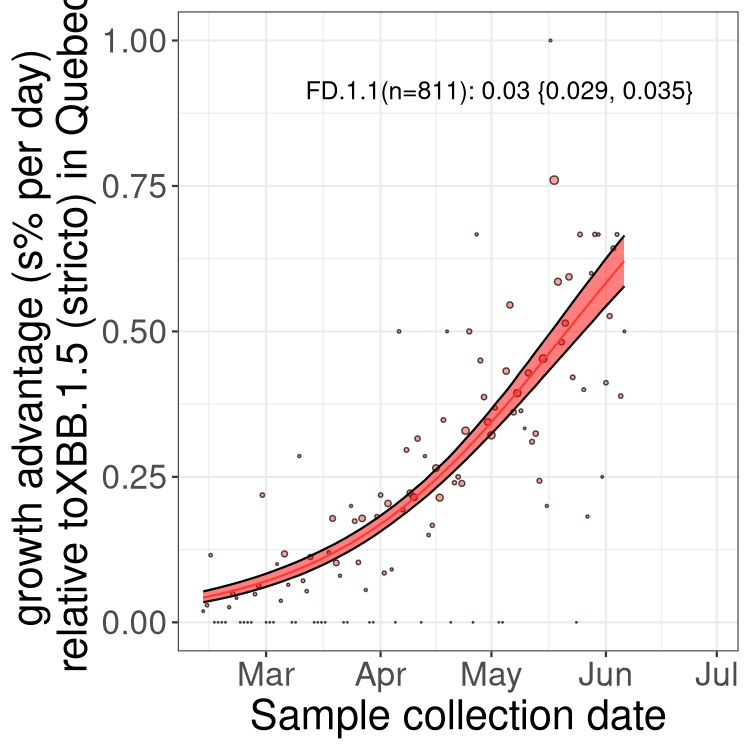 growth advantage (s% per day)
relative toXBB.1.5 (stricto) in Quebec
1.00
FD.1.1(n=811): 0.03 {0.029, 0.035}
0.75
0.50
0.25
0.00
Mar Apr May Jun Jul
Sample collection date